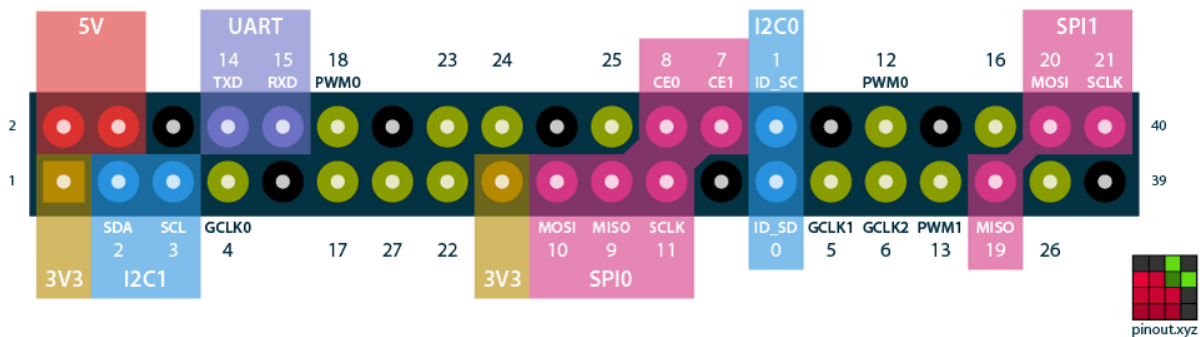 5V UART I2C0 SPI1
14 15 18 23 24 25 8 7 1 12 16 20 21
TXD RXD PWM0 CE0 CE1 ID_SC PWM0 MOSI SCLK
2 40
1 39
SDA SCL GCLK0 MOSI MISO SCLK ID_SD GCLK1 GCLK2 PWM1 MISO
2 3 4 17 27 22 10 9 11 0 5 6 13 19 26
3V3 I2C1 3V3 SPI0
pinout.xyz